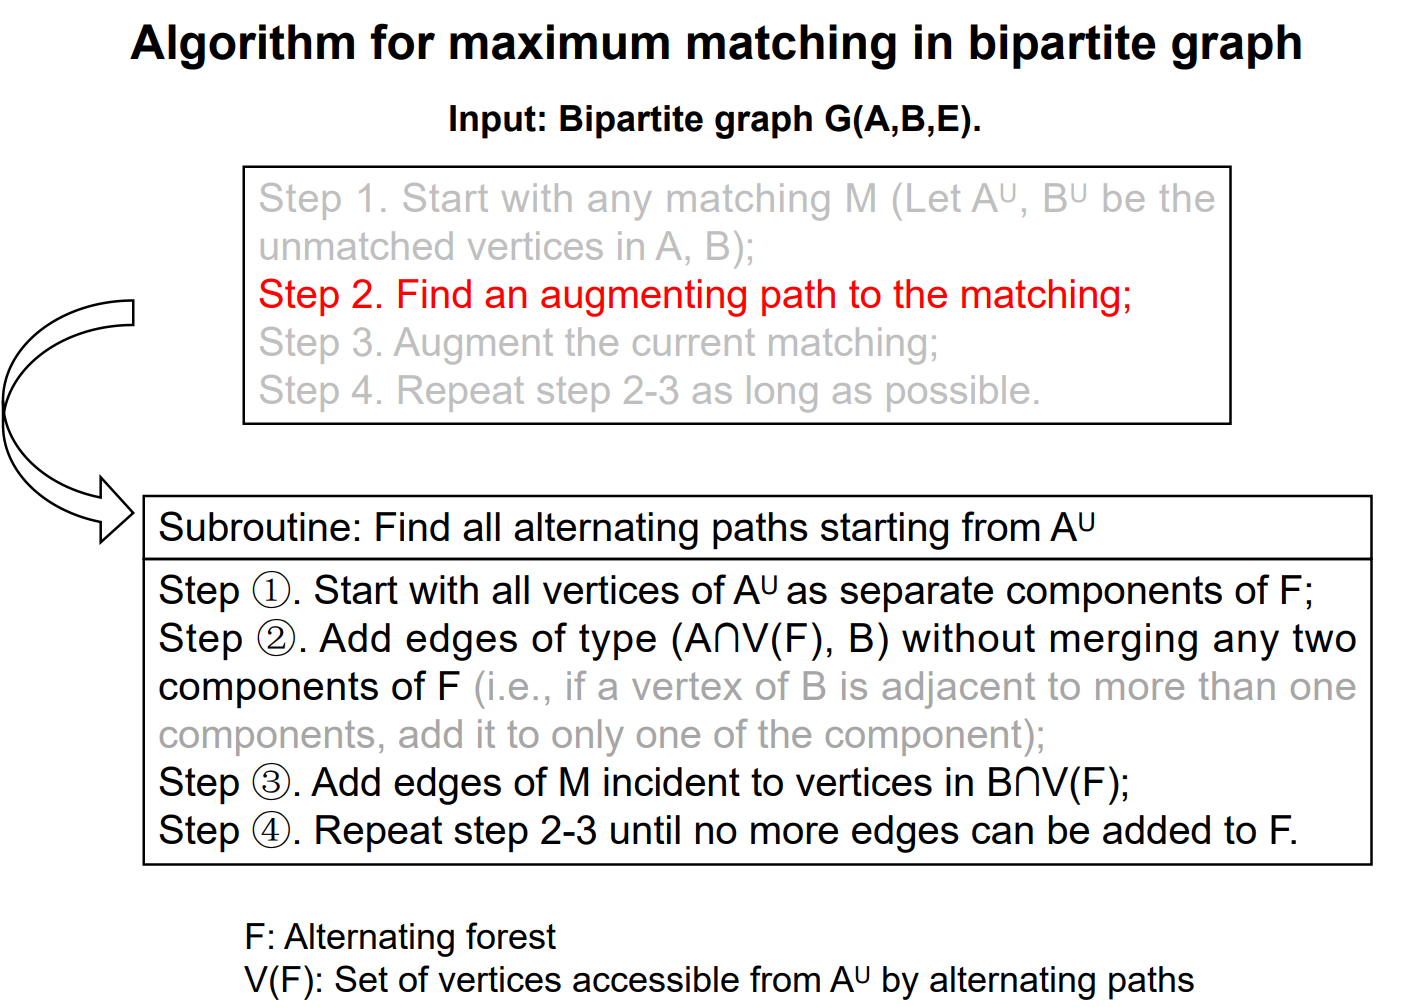 Algorithm for maximum matching in bipartite graph
Input: Bipartite graph G(A,B,E).
Step 1. Start with any matching M (Let Aᵁ, Bᵁ be the
unmatched vertices in A, B);
Step 2. Find an augmenting path to the matching;
Step 3. Augment the current matching;
Step 4. Repeat step 2-3 as long as possible.
Subroutine: Find all alternating paths starting from Aᵁ
Step ①. Start with all vertices of Aᵁ as separate components of F;
Step ②. Add edges of type (A∩V(F), B) without merging any two
components of F (i.e., if a vertex of B is adjacent to more than one
components, add it to only one of the component);
Step ③. Add edges of M incident to vertices in B∩V(F);
Step ④. Repeat step 2-3 until no more edges can be added to F.
F: Alternating forest
V(F): Set of vertices accessible from Aᵁ by alternating paths